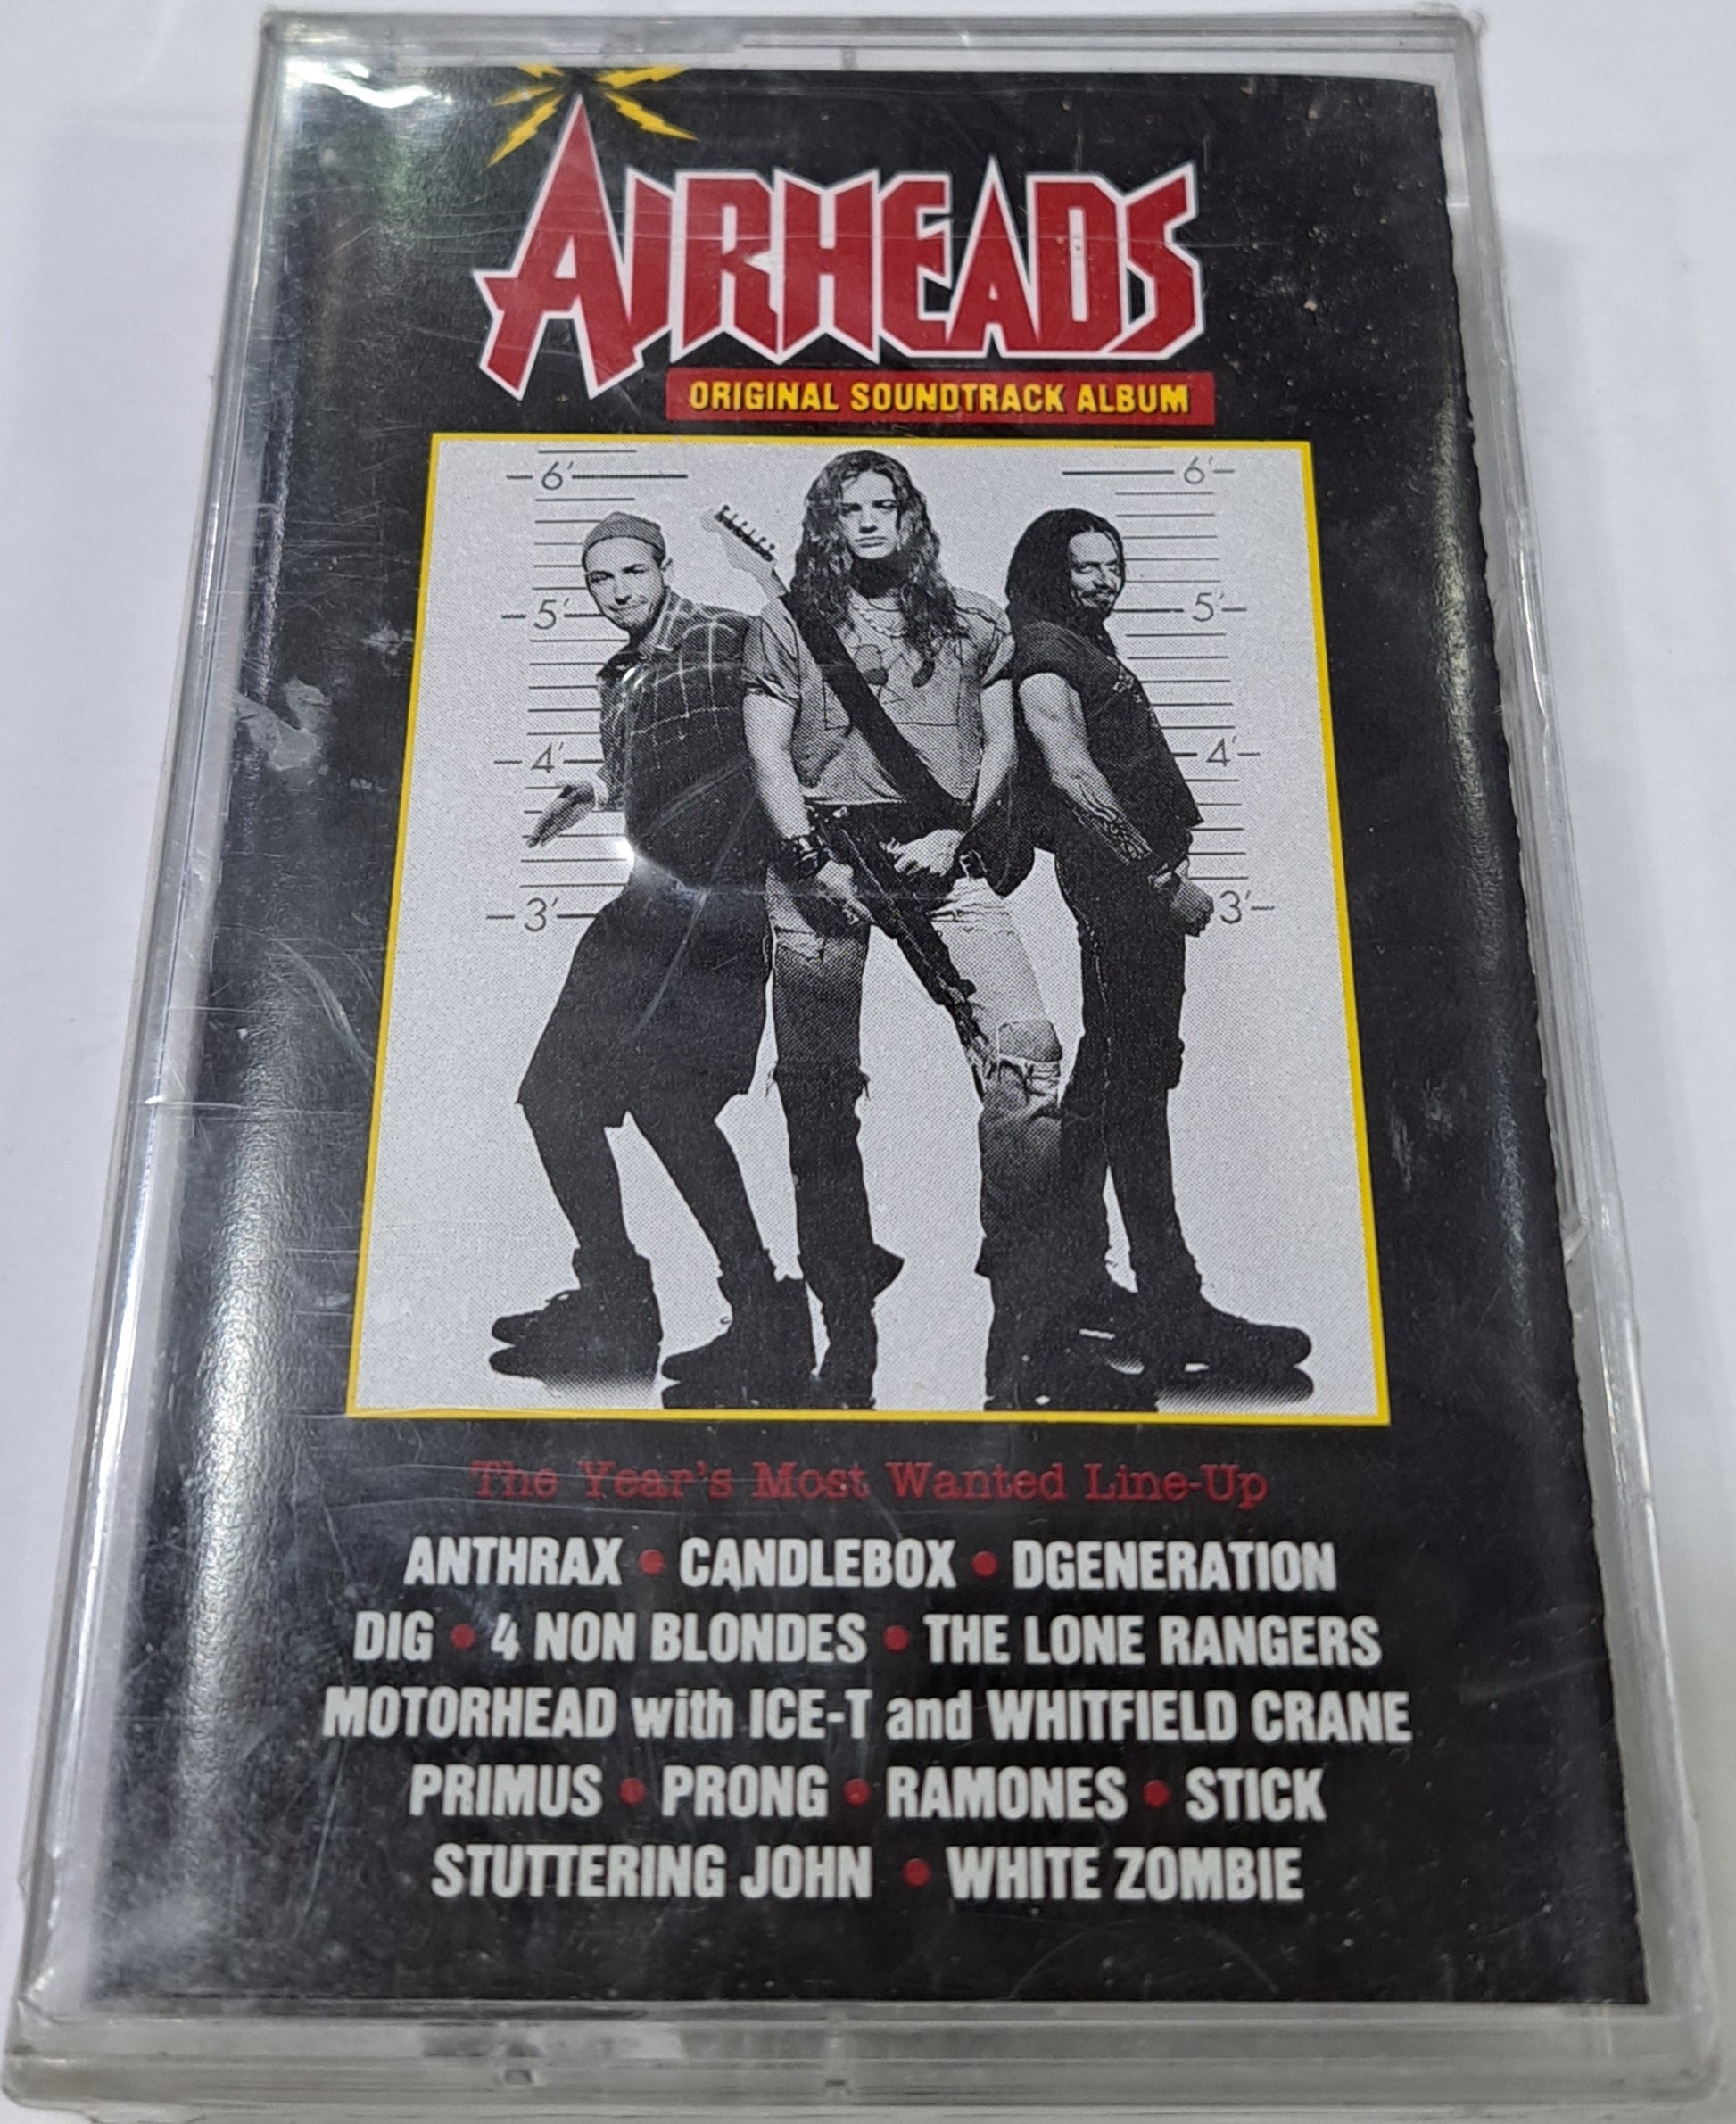 AIRHEADS
ORIGINAL SOUNDTRACK ALBUM
6' 6'
5' 5'
4' 4'
3' 3'
The Year's Most Wanted Line-Up
ANTHRAX • CANDLEBOX • DGENERATION
DIG • 4 NON BLONDES • THE LONE RANGERS
MOTORHEAD with ICE-T and WHITFIELD CRANE
PRIMUS • PRONG • RAMONES • STICK
STUTTERING JOHN • WHITE ZOMBIE